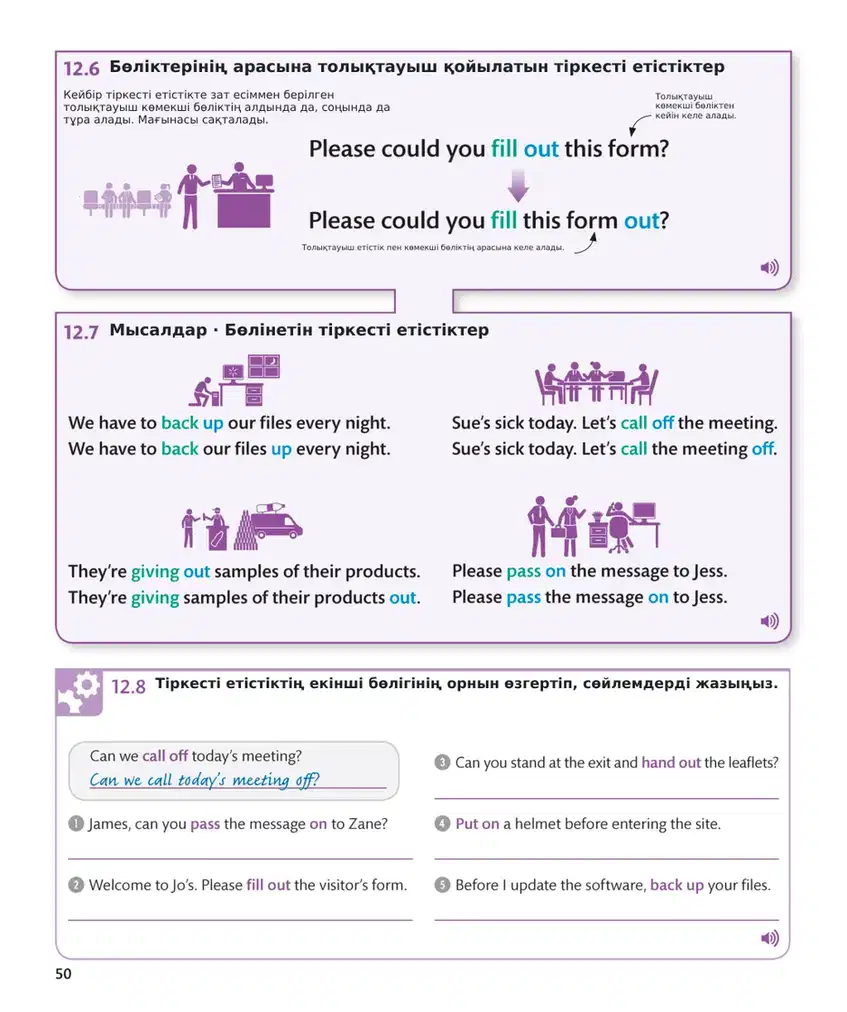 12.6 Бөліктерінің арасына толықтауыш қойылатын тіркесті етістіктер
Кейбір тіркесті етістікте зат есіммен берілген
толықтауыш көмекші бөліктің алдында да, соңында да
тұра алады. Мағынасы сақталады.
Толықтауыш
көмекші бөліктен
кейін келе алады.
Please could you fill out this form?
Please could you fill this form out?
Толықтауыш етістік пен көмекші бөліктің арасына келе алады.
12.7 Мысалдар · Бөлінетін тіркесті етістіктер
We have to back up our files every night.
We have to back our files up every night.
Sue's sick today. Let's call off the meeting.
Sue's sick today. Let's call the meeting off.
They're giving out samples of their products.
They're giving samples of their products out.
Please pass on the message to Jess.
Please pass the message on to Jess.
12.8 Тіркесті етістіктің екінші бөлігінің орнын өзгертіп, сөйлемдерді жазыңыз.
Can we call off today's meeting?
Can we call today's meeting off?
1 James, can you pass the message on to Zane?
2 Welcome to Jo's. Please fill out the visitor's form.
3 Can you stand at the exit and hand out the leaflets?
4 Put on a helmet before entering the site.
5 Before I update the software, back up your files.
50